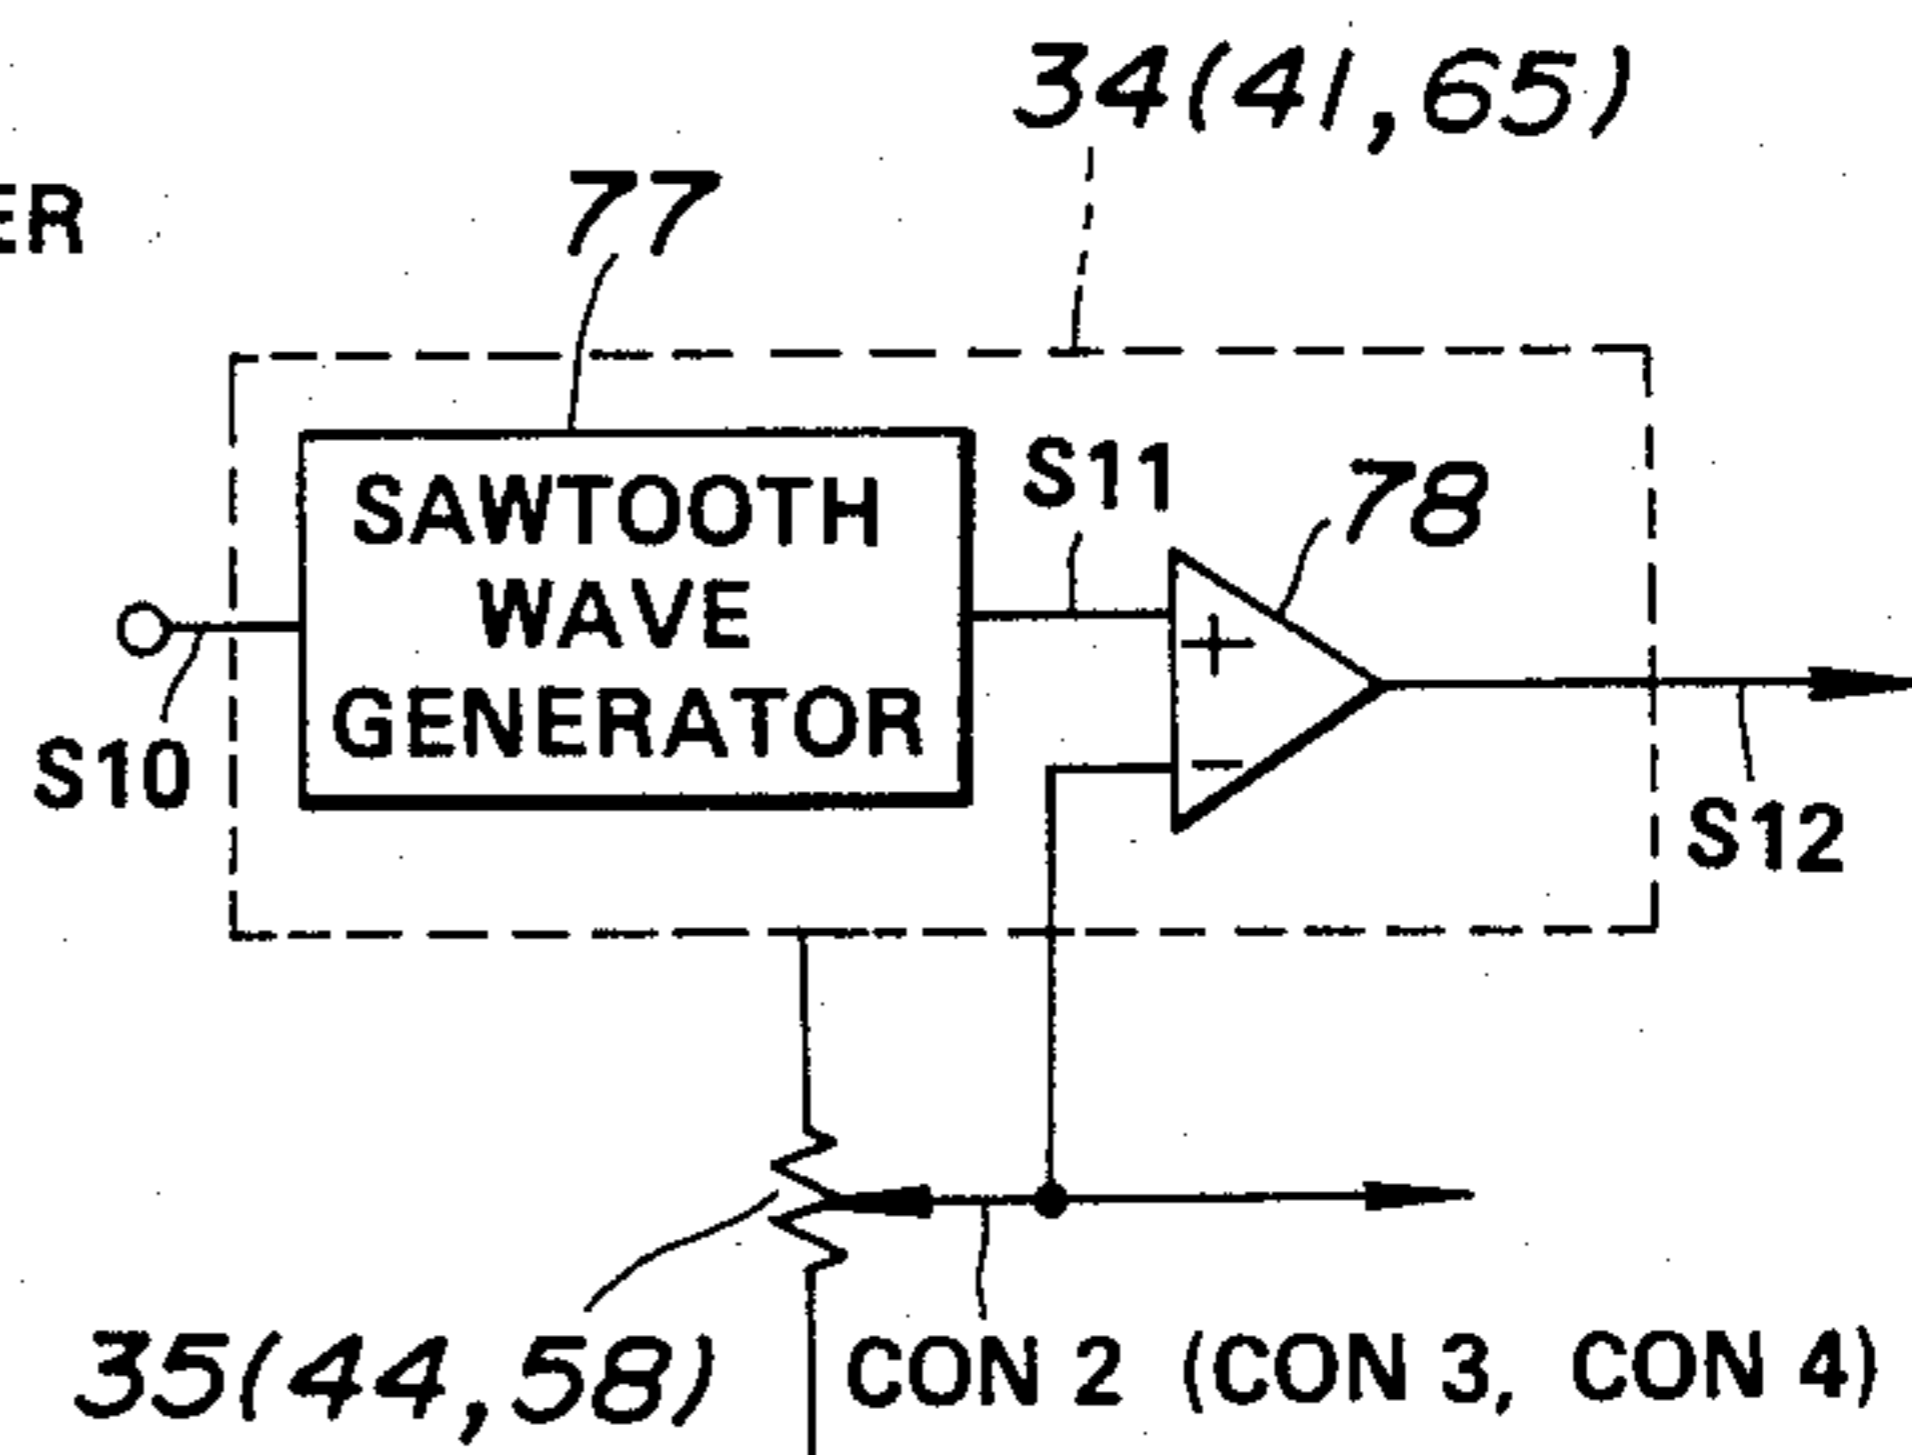 34(41,65)
ER
77
SAWTOOTH
WAVE
GENERATOR
S11
78
S10
S12
+
−
35(44,58)
CON 2 (CON 3, CON 4)